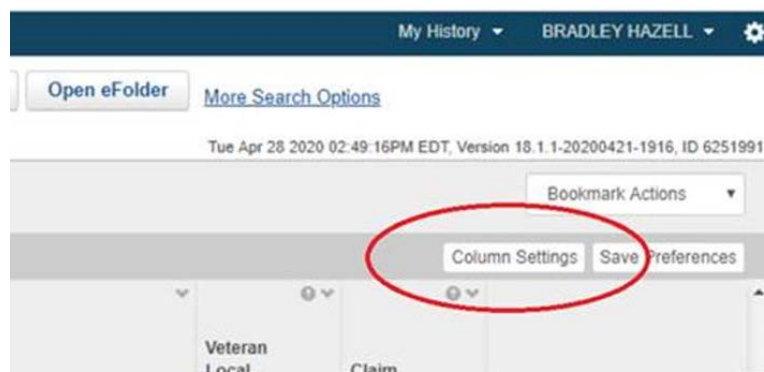 My History BRADLEY HAZELL
Open eFolder More Search Options
Tue Apr 28 2020 02:49:16PM EDT, Version 18.1.1-20200421-1916, ID 6251991
Bookmark Actions
Column Settings Save Preferences
Veteran
Local Claim